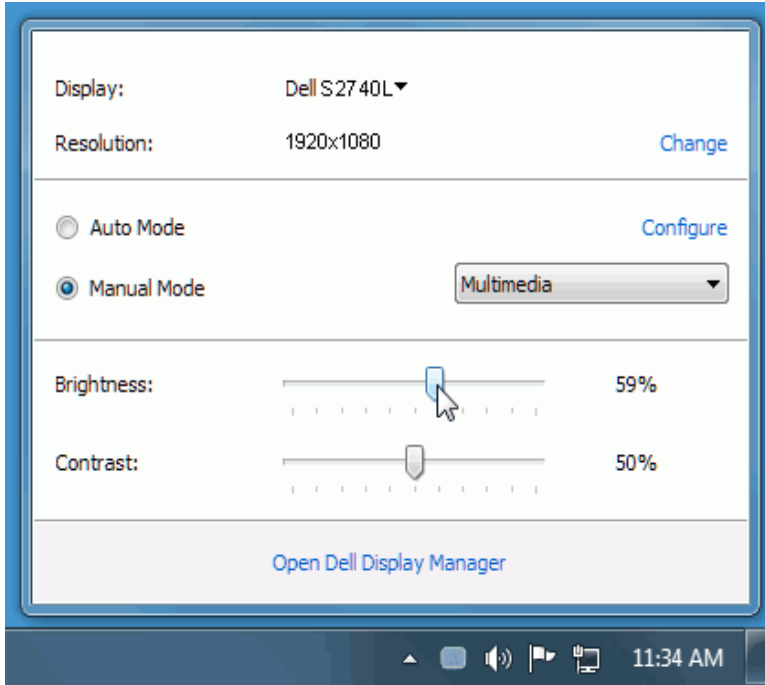 Display: Dell S2740L
Resolution: 1920x1080 Change
Auto Mode Configure
Manual Mode Multimedia
Brightness: 59%
Contrast: 50%
Open Dell Display Manager
11:34 AM